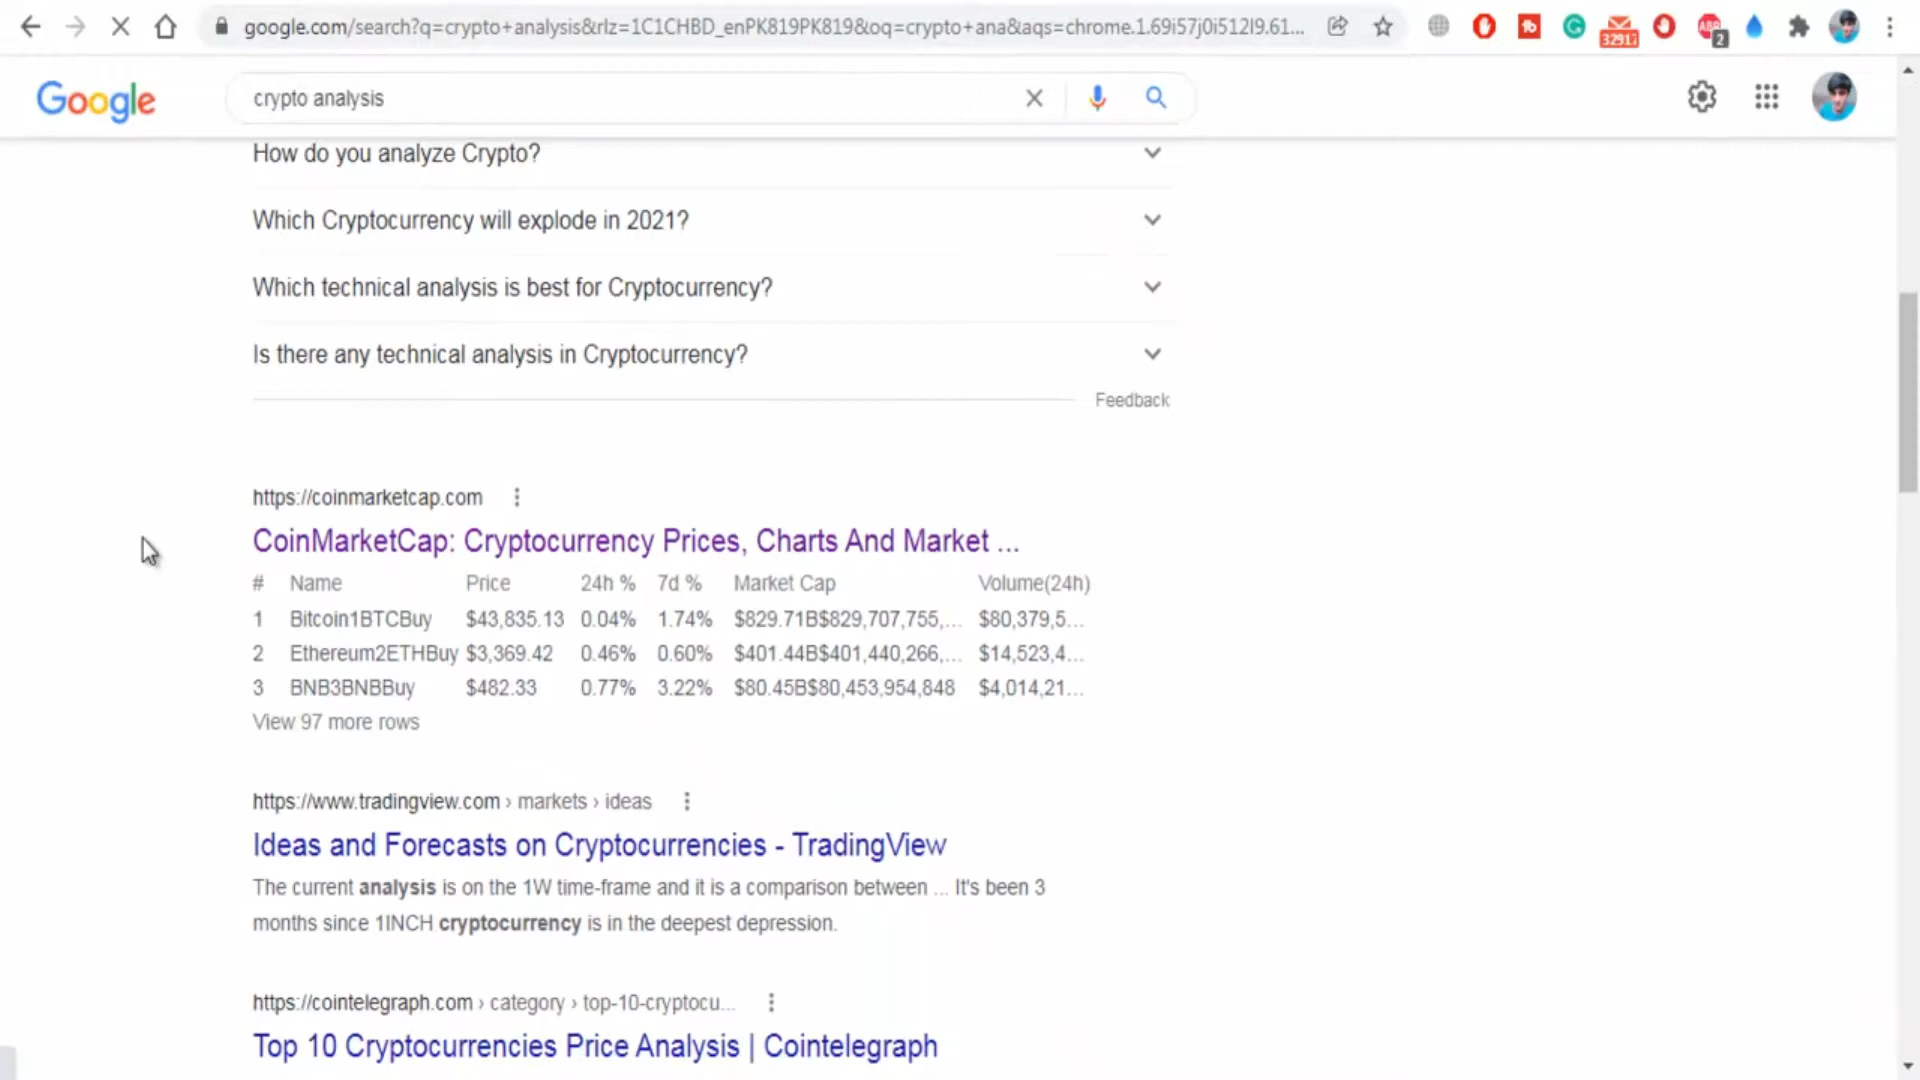 google.com/search?q=crypto+analysis&rlz=1C1CHBD_enPK819PK819&oq=crypto+ana&aqs=chrome.1.69i57j0i512l9.61...
32917
ABP
2
Google
crypto analysis
How do you analyze Crypto?
Which Cryptocurrency will explode in 2021?
Which technical analysis is best for Cryptocurrency?
Is there any technical analysis in Cryptocurrency?
Feedback
https://coinmarketcap.com
CoinMarketCap: Cryptocurrency Prices, Charts And Market ...
# Name Price 24h % 7d % Market Cap Volume(24h)
1 Bitcoin1BTCBuy $43,835.13 0.04% 1.74% $829.71B$829,707,755,... $80,379,5...
2 Ethereum2ETHBuy $3,369.42 0.46% 0.60% $401.44B$401,440,266,... $14,523,4...
3 BNB3BNBBuy $482.33 0.77% 3.22% $80.45B$80,453,954,848 $4,014,21...
View 97 more rows
https://www.tradingview.com › markets › ideas
Ideas and Forecasts on Cryptocurrencies - TradingView
The current analysis is on the 1W time-frame and it is a comparison between ... It's been 3
months since 1INCH cryptocurrency is in the deepest depression.
https://cointelegraph.com › category › top-10-cryptocu...
Top 10 Cryptocurrencies Price Analysis | Cointelegraph